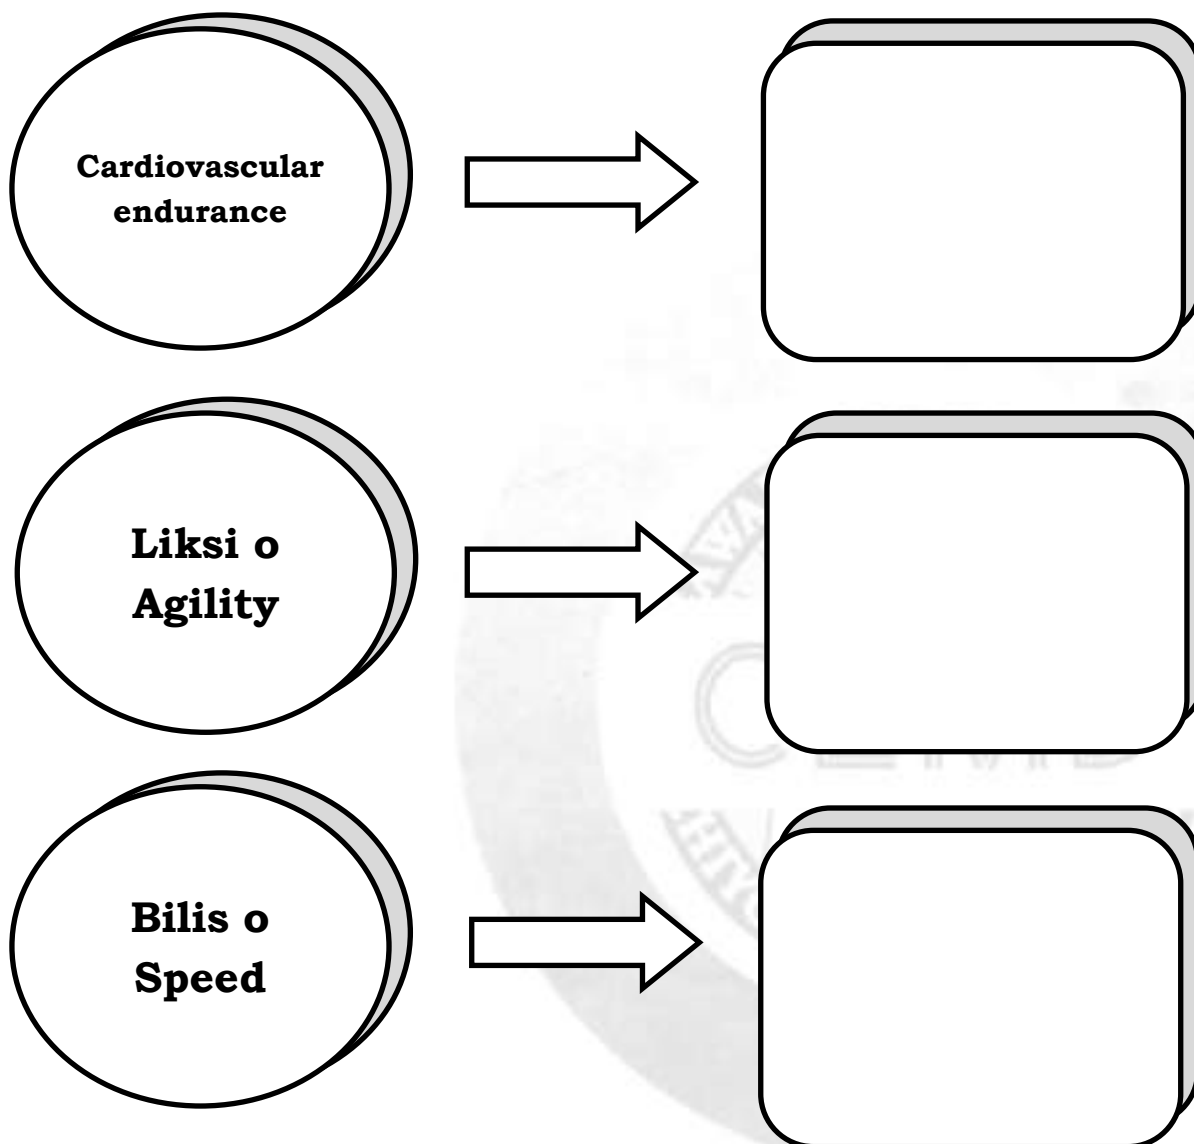 Cardiovascular
endurance
Liksi o
Agility
Bilis o
Speed